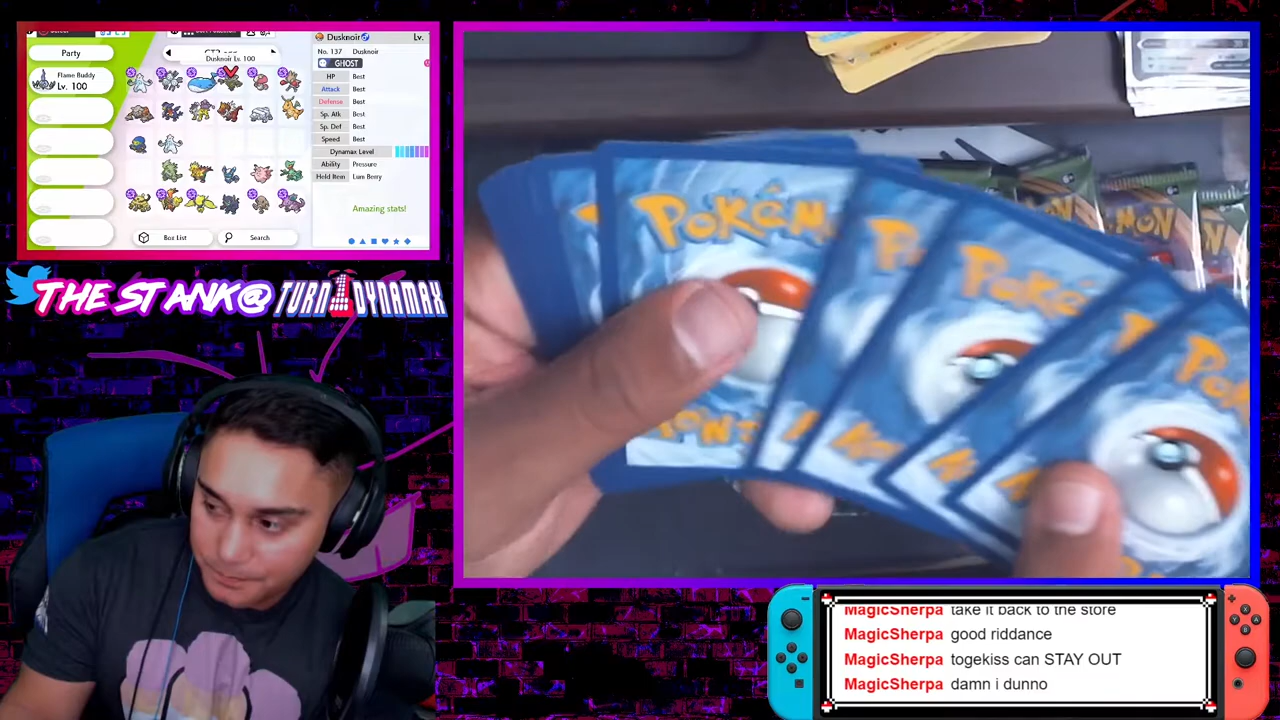 Party
Flame Buddy
Lv. 100
Dusknoir Lv. 100
Dusknoir
Lv.
No. 137 Dusknoir
GHOST
HP Best
Attack Best
Defense Best
Sp. Atk Best
Sp. Def Best
Speed Best
Dynamax Level
Ability Pressure
Held Item Lum Berry
Amazing stats!
Box List
Search
THE STANK@ TURN1DYNAMAX
POKéM
MON
MagicSherpa take it back to the store
MagicSherpa good riddance
MagicSherpa togekiss can STAY OUT
MagicSherpa damn i dunno